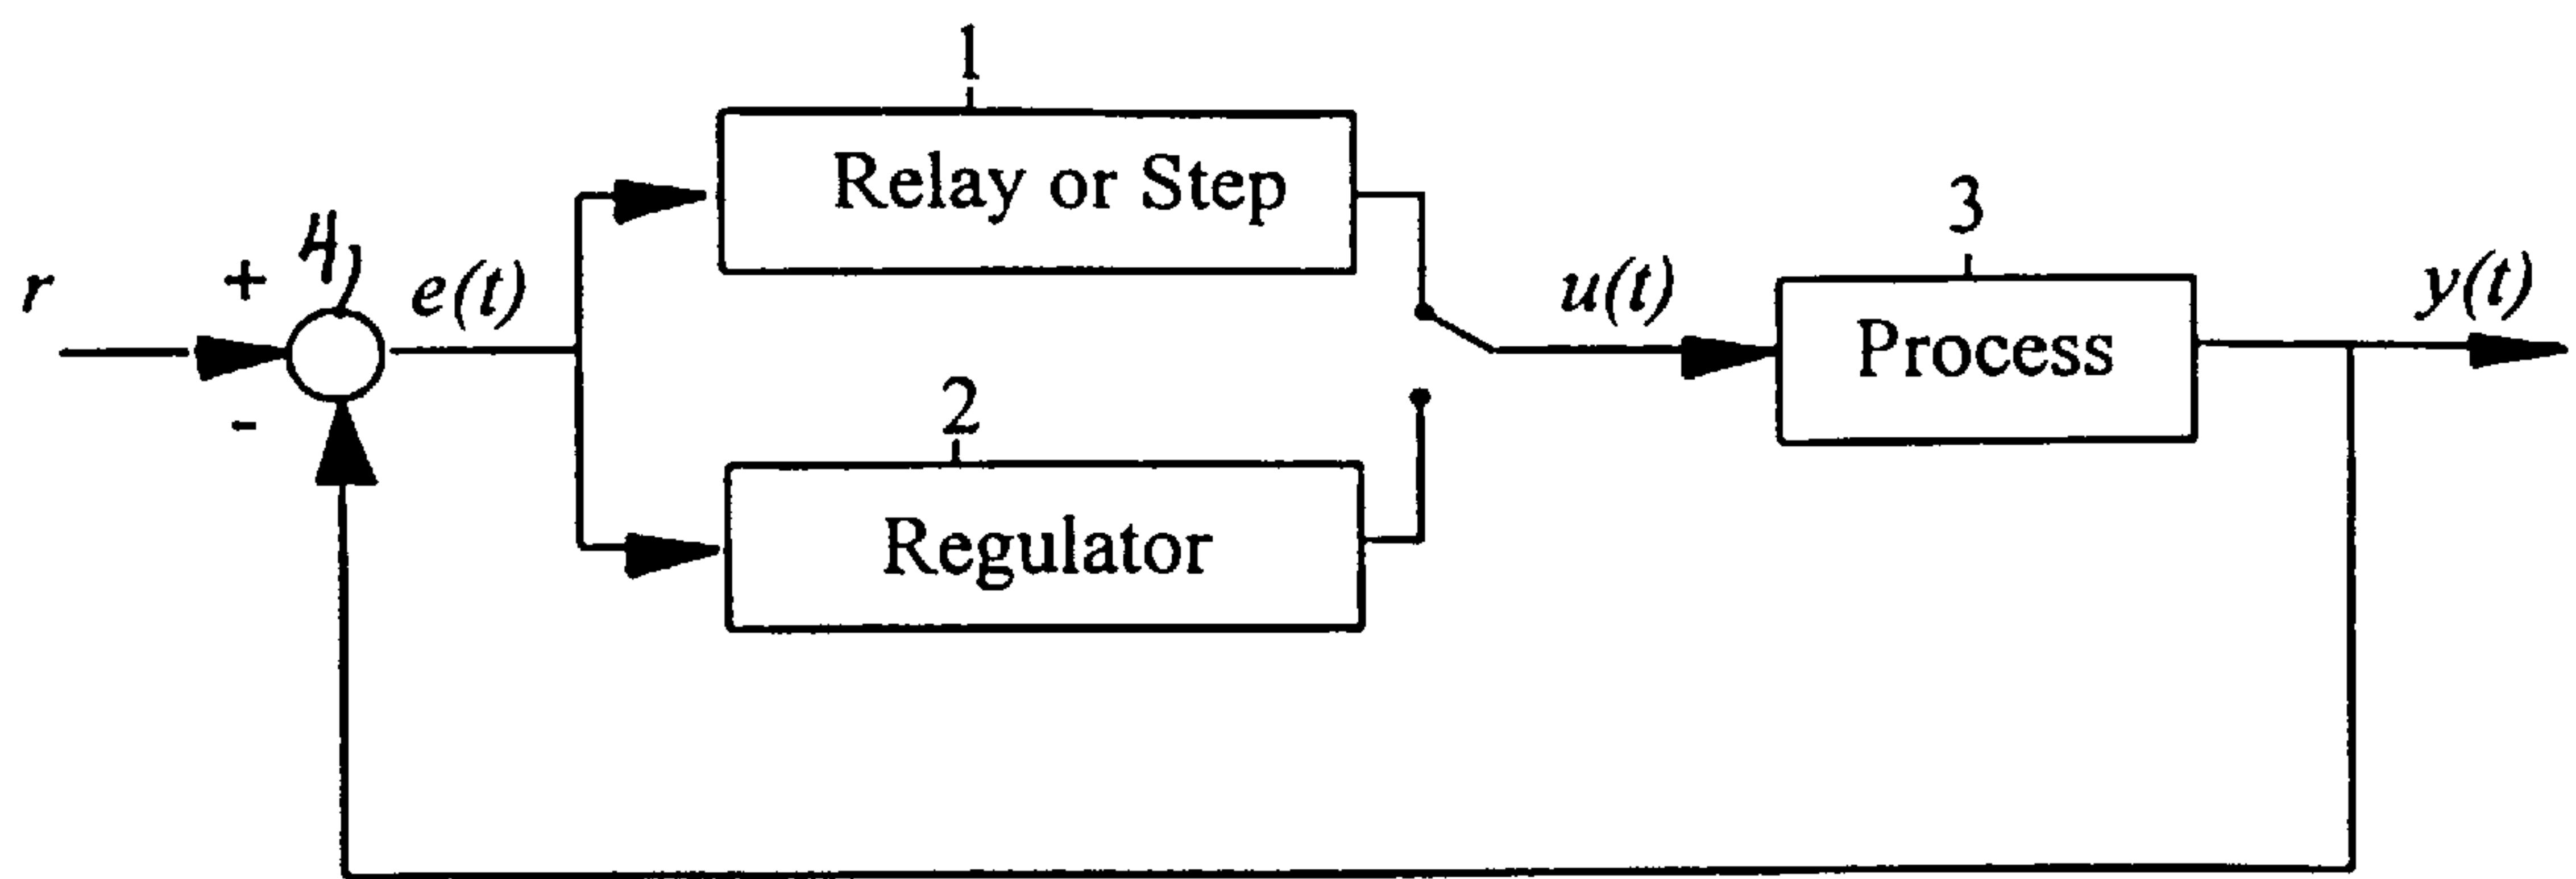 1
Relay or Step
3
4
r
+
e(t)
u(t)
Process
y(t)
-
2
Regulator